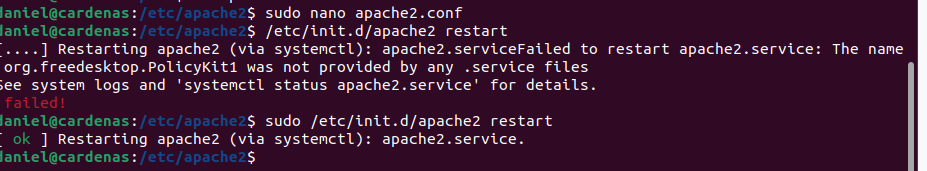 daniel@cardenas:/etc/apache2$ sudo nano apache2.conf
daniel@cardenas:/etc/apache2$ /etc/init.d/apache2 restart
[....] Restarting apache2 (via systemctl): apache2.serviceFailed to restart apache2.service: The name
org.freedesktop.PolicyKit1 was not provided by any .service files
See system logs and 'systemctl status apache2.service' for details.
failed!
daniel@cardenas:/etc/apache2$ sudo /etc/init.d/apache2 restart
[ ok ] Restarting apache2 (via systemctl): apache2.service.
daniel@cardenas:/etc/apache2$